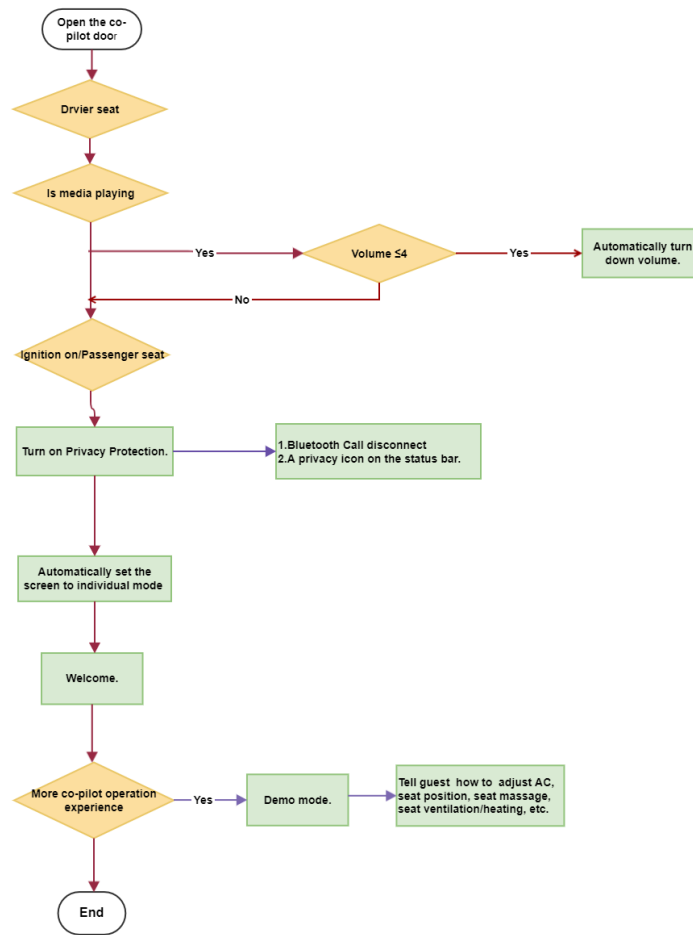 Open the co-
pilot door
Drvier seat
Is media playing
Yes
Volume ≤4
Yes
Automatically turn
down volume.
No
Ignition on/Passenger seat
Turn on Privacy Protection.
1.Bluetooth Call disconnect
2.A privacy icon on the status bar.
Automatically set the
screen to individual mode
Welcome.
More co-pilot operation
experience
Yes
Demo mode.
Tell guest how to adjust AC,
seat position, seat massage,
seat ventilation/heating, etc.
End